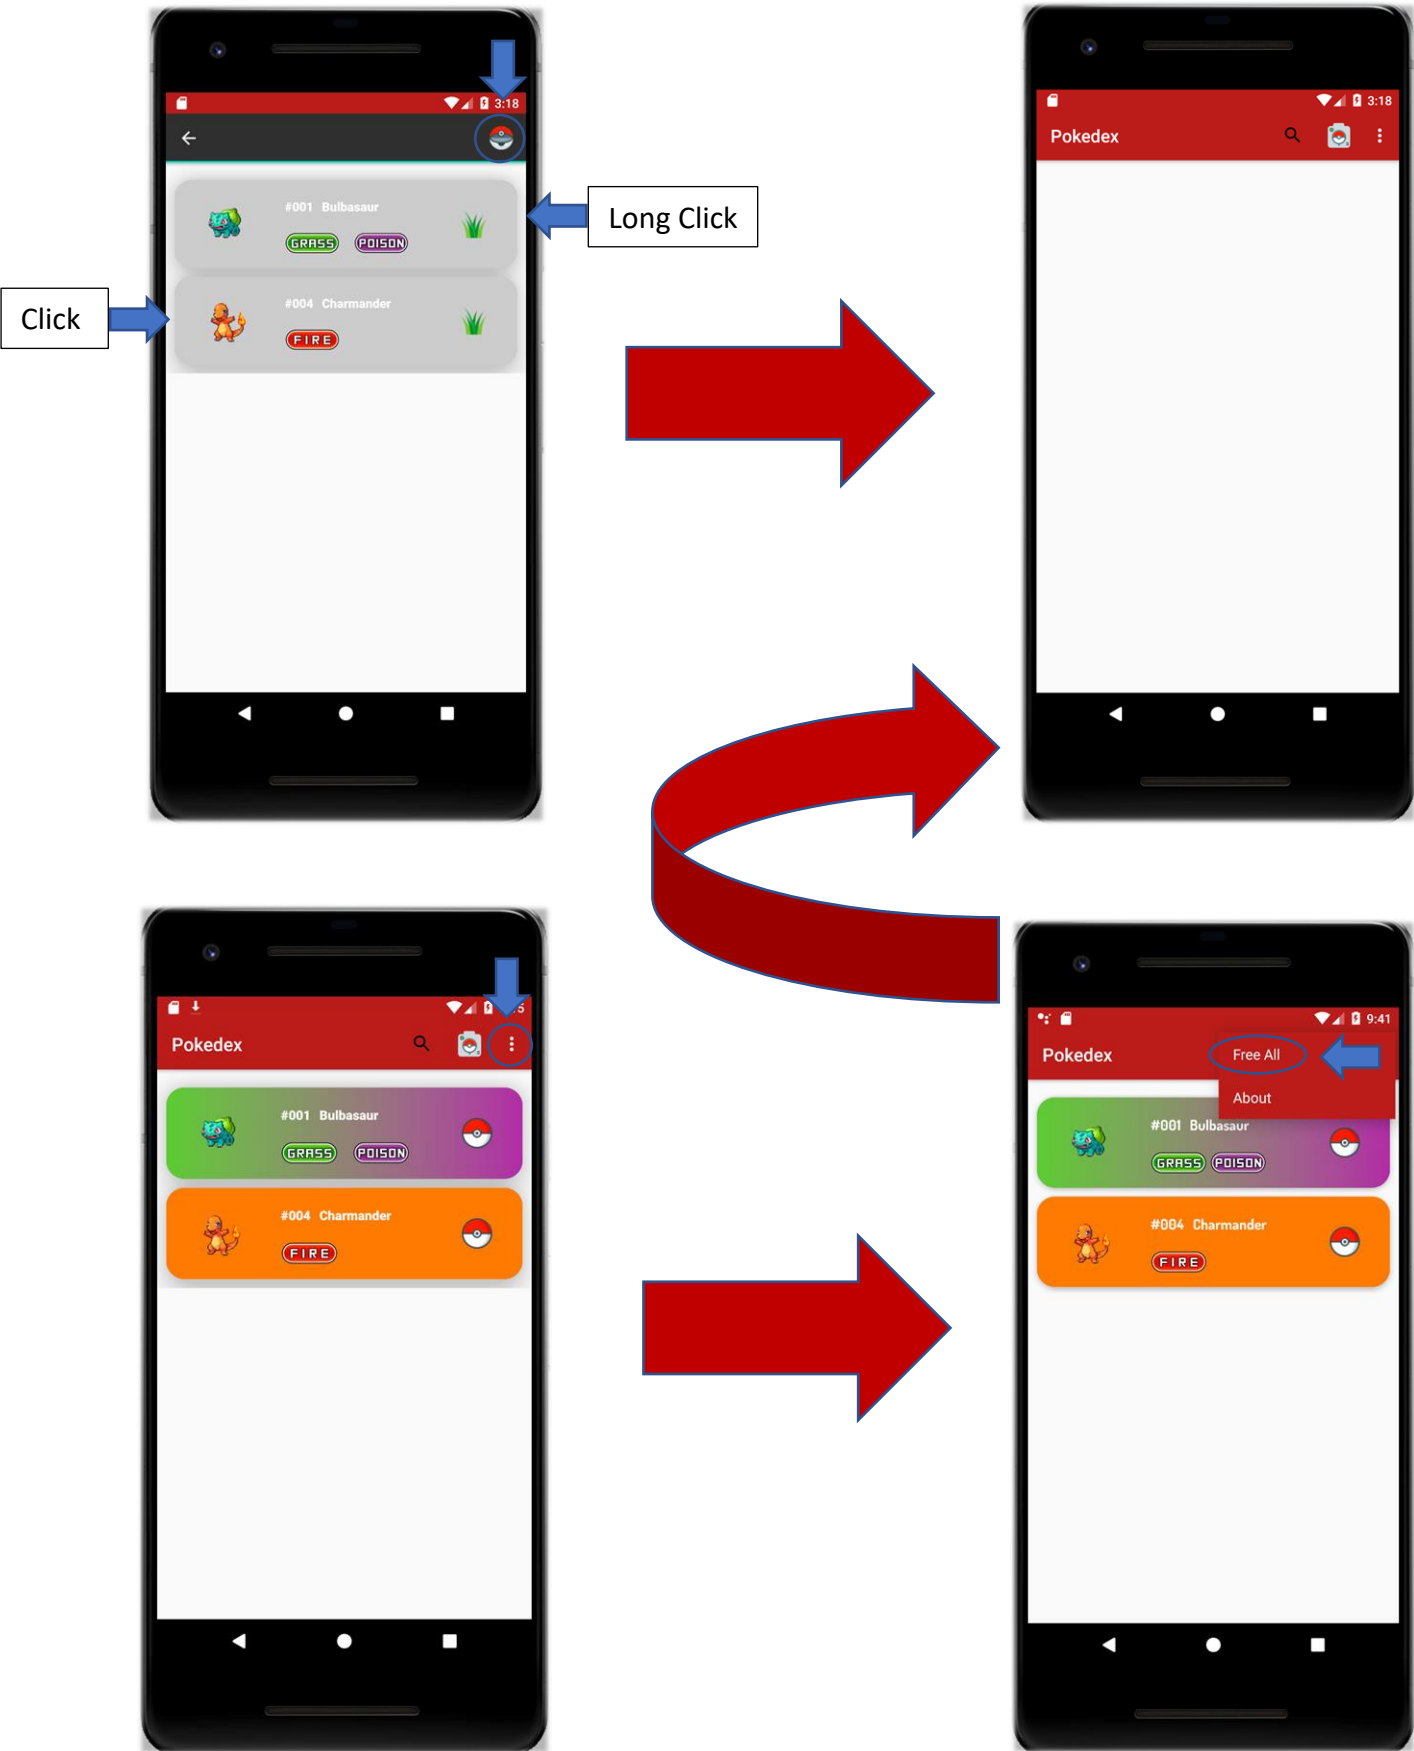 3:18
#001 Bulbasaur
GRASS POISON
Long Click
#004 Charmander
FIRE
Click
3:18
Pokedex
Pokedex
#001 Bulbasaur
GRASS POISON
#004 Charmander
FIRE
9:41
Pokedex
Free All
About
#001 Bulbasaur
GRASS POISON
#004 Charmander
FIRE